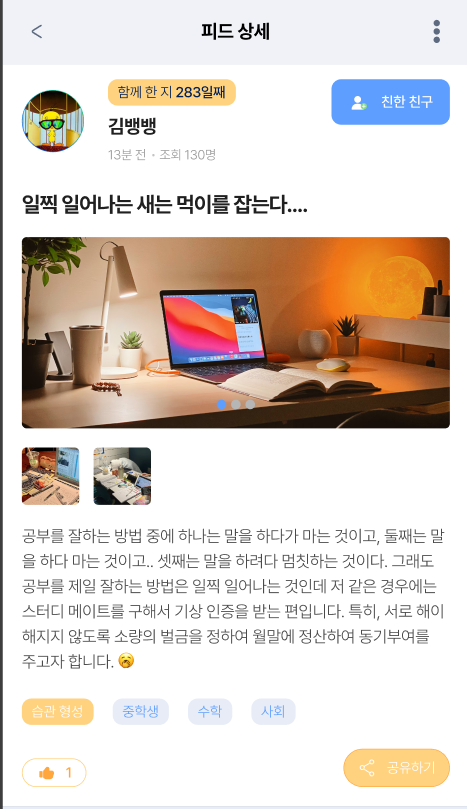 피드 상세
함께 한 지 283일째
김뱅뱅
친한 친구
13분 전 • 조회 130명
일찍 일어나는 새는 먹이를 잡는다....
공부를 잘하는 방법 중에 하나는 말을 하다가 마는 것이고, 둘째는 말
을 하다 마는 것이고.. 셋째는 말을 하려다 멈칫하는 것이다. 그래도
공부를 제일 잘하는 방법은 일찍 일어나는 것인데 저 같은 경우에는
스터디 메이트를 구해서 기상 인증을 받는 편입니다. 특히, 서로 해이
해지지 않도록 소량의 벌금을 정하여 월말에 정산하여 동기부여를
주고자 합니다. 🥱
습관 형성
중학생
수학
사회
1
공유하기